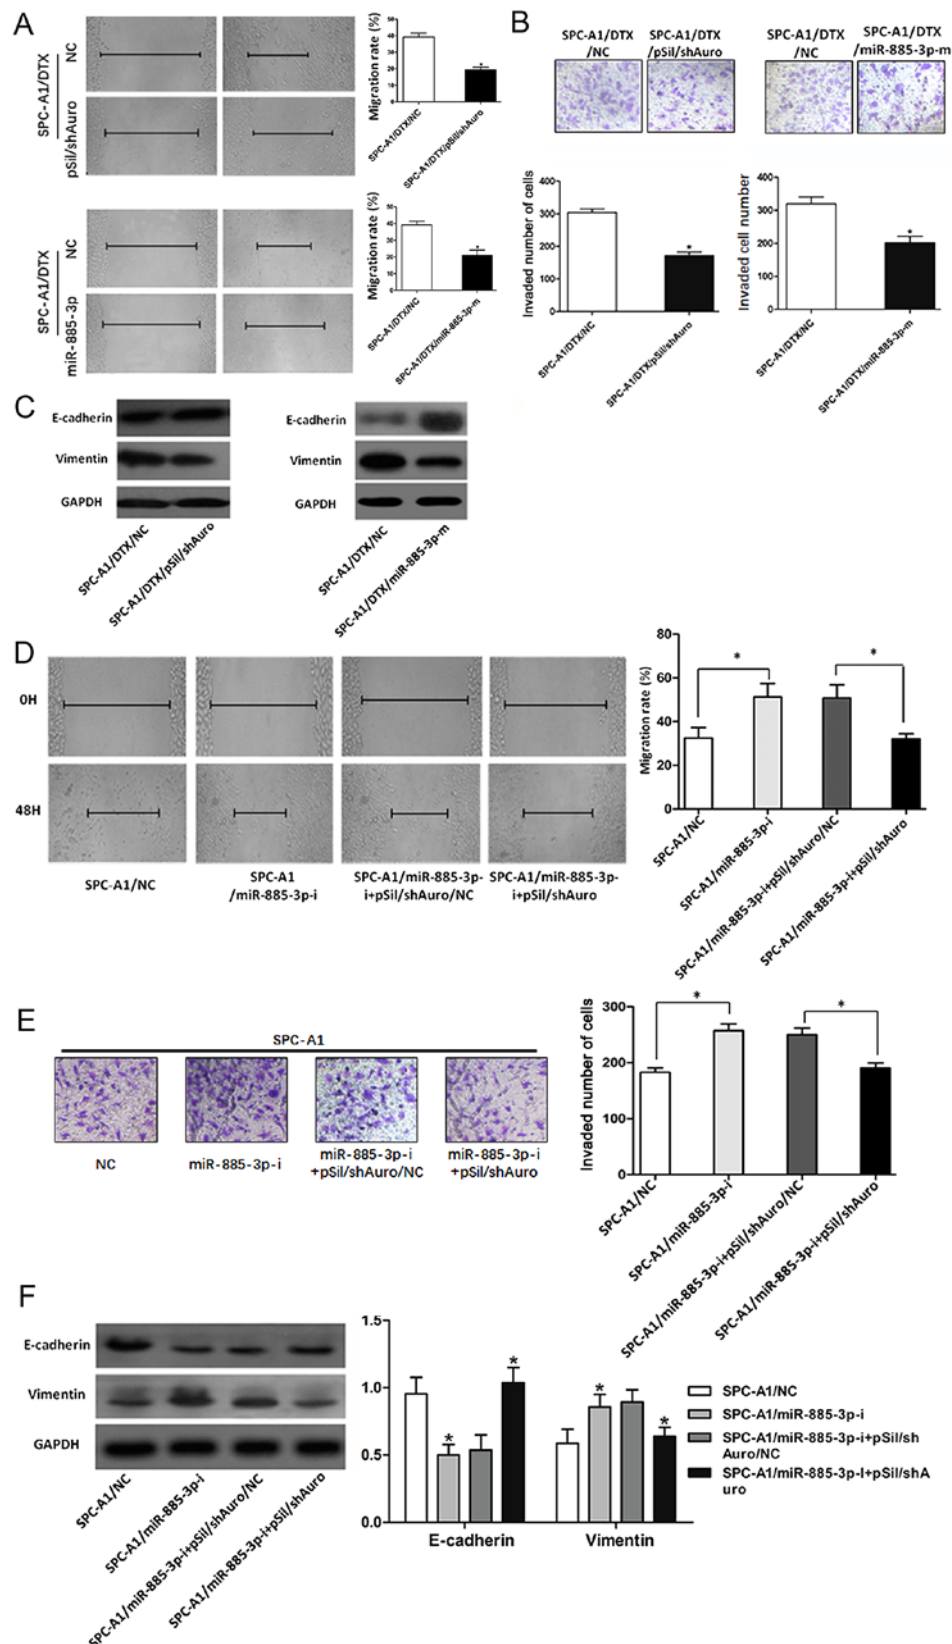 A
SPC-A1/DTX
NC
pSil/shAuro
Migration rate (%)
50
40
30
20
10
0
*
SPC-A1/DTX/NC
SPC-A1/DTX/pSil/shAuro
SPC-A1/DTX
NC
miR-885-3p
Migration rate (%)
50
40
30
20
10
0
*
SPC-A1/DTX/NC
SPC-A1/DTX/miR-885-3p-m
B
SPC-A1/DTX
/NC
SPC-A1/DTX
/pSil/shAuro
SPC-A1/DTX
/NC
SPC-A1/DTX
/miR-885-3p-m
Invaded number of cells
400
300
200
100
0
*
SPC-A1/DTX/NC
SPC-A1/DTX/pSil/shAuro
Invaded cell number
400
300
200
100
0
*
SPC-A1/DTX/NC
SPC-A1/DTX/miR-885-3p-m
C
E-cadherin
Vimentin
GAPDH
SPC-A1/DTX/NC
SPC-A1/DTX/pSil/shAuro
E-cadherin
Vimentin
GAPDH
SPC-A1/DTX/NC
SPC-A1/DTX/miR-885-3p-m
D
0H
48H
SPC-A1/NC
SPC-A1
/miR-885-3p-i
SPC-A1/miR-885-3p-
i+pSil/shAuro/NC
SPC-A1/miR-885-3p-
i+pSil/shAuro
Migration rate (%)
80
60
40
20
0
*
*
SPC-A1/NC
SPC-A1/miR-885-3p-i
SPC-A1/miR-885-3p-i+pSil/shAuro/NC
SPC-A1/miR-885-3p-i+pSil/shAuro
E
SPC-A1
NC
miR-885-3p-i
miR-885-3p-i
+pSil/shAuro/NC
miR-885-3p-i
+pSil/shAuro
Invaded number of cells
300
200
100
0
*
*
SPC-A1/NC
SPC-A1/miR-885-3p-i
SPC-A1/miR-885-3p-i+pSil/shAuro/NC
SPC-A1/miR-885-3p-i+pSil/shAuro
F
E-cadherin
Vimentin
GAPDH
SPC-A1/NC
SPC-A1/miR-885-3p-i
SPC-A1/miR-885-3p-i+pSil/shAuro/NC
SPC-A1/miR-885-3p-i+pSil/shAuro
1.5
1.0
0.5
0.0
*
*
*
*
E-cadherin
Vimentin
SPC-A1/NC
SPC-A1/miR-885-3p-i
SPC-A1/miR-885-3p-i+pSil/sh
Auro/NC
SPC-A1/miR-885-3p-I+pSil/shA
uro